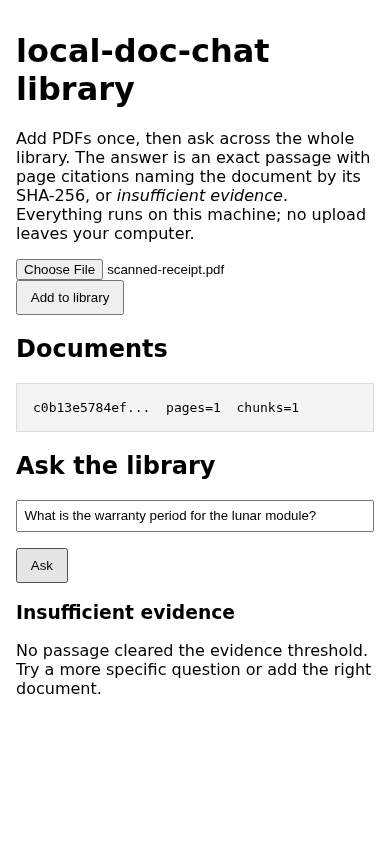 local-doc-chat
library
Add PDFs once, then ask across the whole
library. The answer is an exact passage with
page citations naming the document by its
SHA-256, or insufficient evidence.
Everything runs on this machine; no upload
leaves your computer.
Choose File scanned-receipt.pdf
Add to library
Documents
c0b13e5784ef... pages=1 chunks=1
Ask the library
What is the warranty period for the lunar module?
Ask
Insufficient evidence
No passage cleared the evidence threshold.
Try a more specific question or add the right
document.